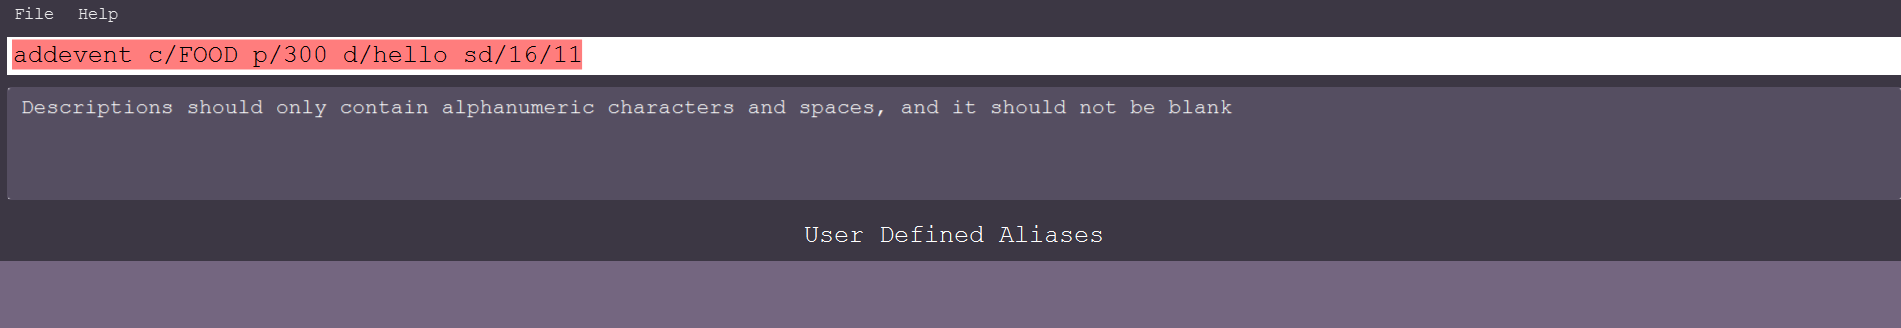 File Help
addevent c/FOOD p/300 d/hello sd/16/11
Descriptions should only contain alphanumeric characters and spaces, and it should not be blank
User Defined Aliases